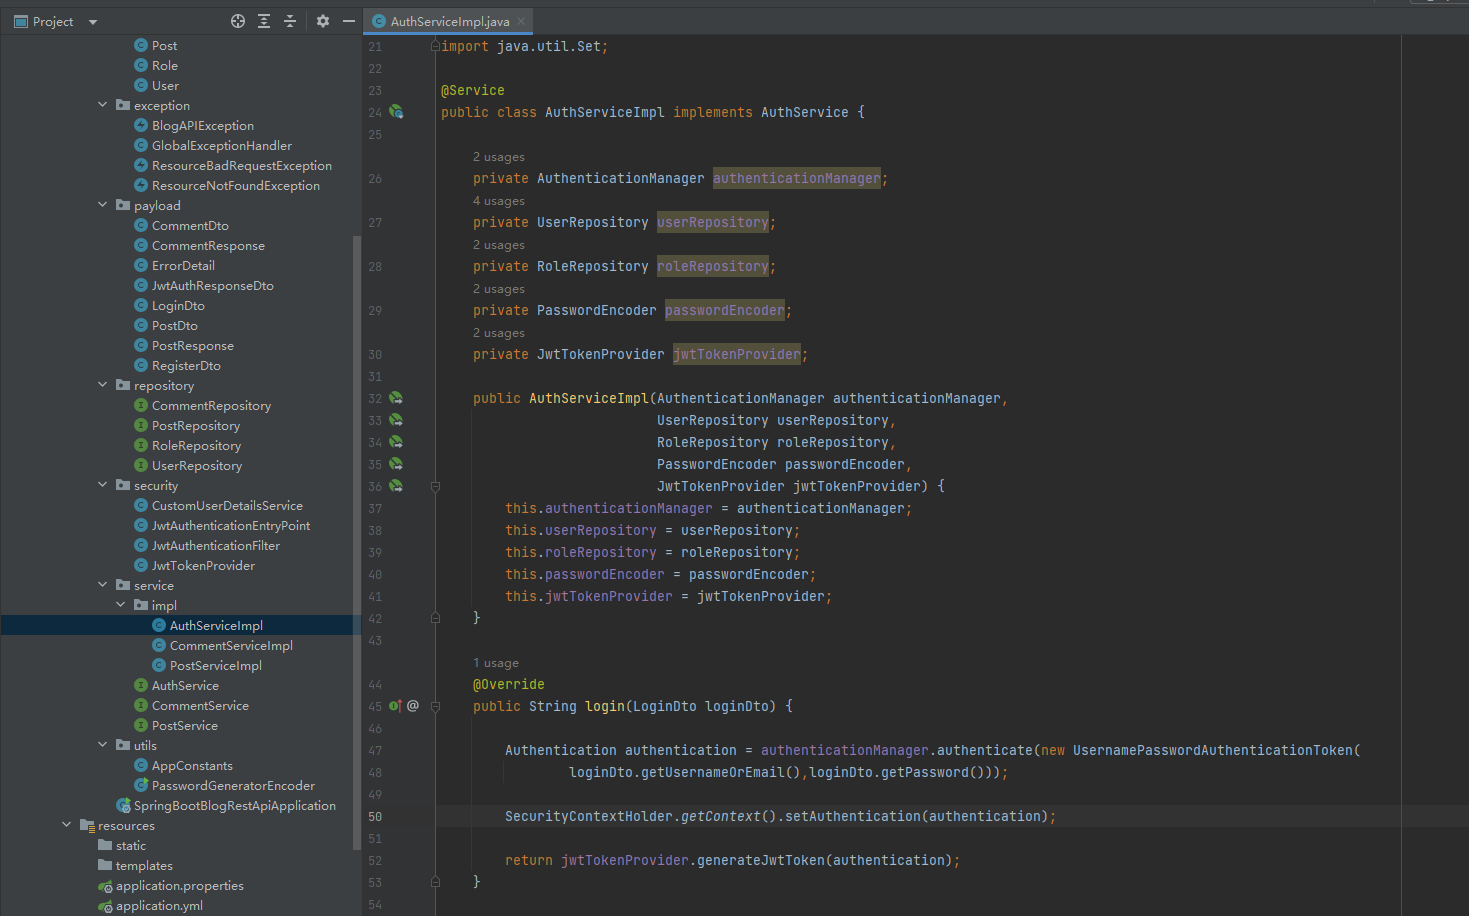 Project
AuthServiceImpl.java
Post
Role
User
exception
BlogAPIException
GlobalExceptionHandler
ResourceBadRequestException
ResourceNotFoundException
payload
CommentDto
CommentResponse
ErrorDetail
JwtAuthResponseDto
LoginDto
PostDto
PostResponse
RegisterDto
repository
CommentRepository
PostRepository
RoleRepository
UserRepository
security
CustomUserDetailsService
JwtAuthenticationEntryPoint
JwtAuthenticationFilter
JwtTokenProvider
service
impl
AuthServiceImpl
CommentServiceImpl
PostServiceImpl
AuthService
CommentService
PostService
utils
AppConstants
PasswordGeneratorEncoder
SpringBootBlogRestApiApplication
resources
static
templates
application.properties
application.yml
21 import java.util.Set;
22
23 @Service
24 public class AuthServiceImpl implements AuthService {
25
2 usages
26 private AuthenticationManager authenticationManager;
4 usages
27 private UserRepository userRepository;
2 usages
28 private RoleRepository roleRepository;
2 usages
29 private PasswordEncoder passwordEncoder;
2 usages
30 private JwtTokenProvider jwtTokenProvider;
31
32 public AuthServiceImpl(AuthenticationManager authenticationManager,
33 UserRepository userRepository,
34 RoleRepository roleRepository,
35 PasswordEncoder passwordEncoder,
36 JwtTokenProvider jwtTokenProvider) {
37 this.authenticationManager = authenticationManager;
38 this.userRepository = userRepository;
39 this.roleRepository = roleRepository;
40 this.passwordEncoder = passwordEncoder;
41 this.jwtTokenProvider = jwtTokenProvider;
42 }
43
1 usage
44 @Override
45 @ public String login(LoginDto loginDto) {
46
47 Authentication authentication = authenticationManager.authenticate(new UsernamePasswordAuthenticationToken(
48 loginDto.getUsernameOrEmail(),loginDto.getPassword()));
49
50 SecurityContextHolder.getContext().setAuthentication(authentication);
51
52 return jwtTokenProvider.generateJwtToken(authentication);
53 }
54